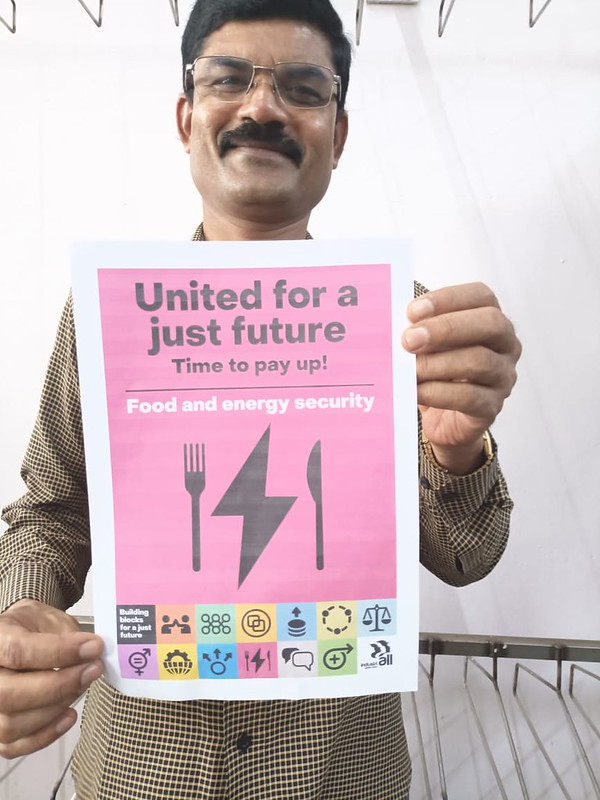 United for a
just future
Time to pay up!
Food and energy security
Building
blocks
for a just
future
industri
all